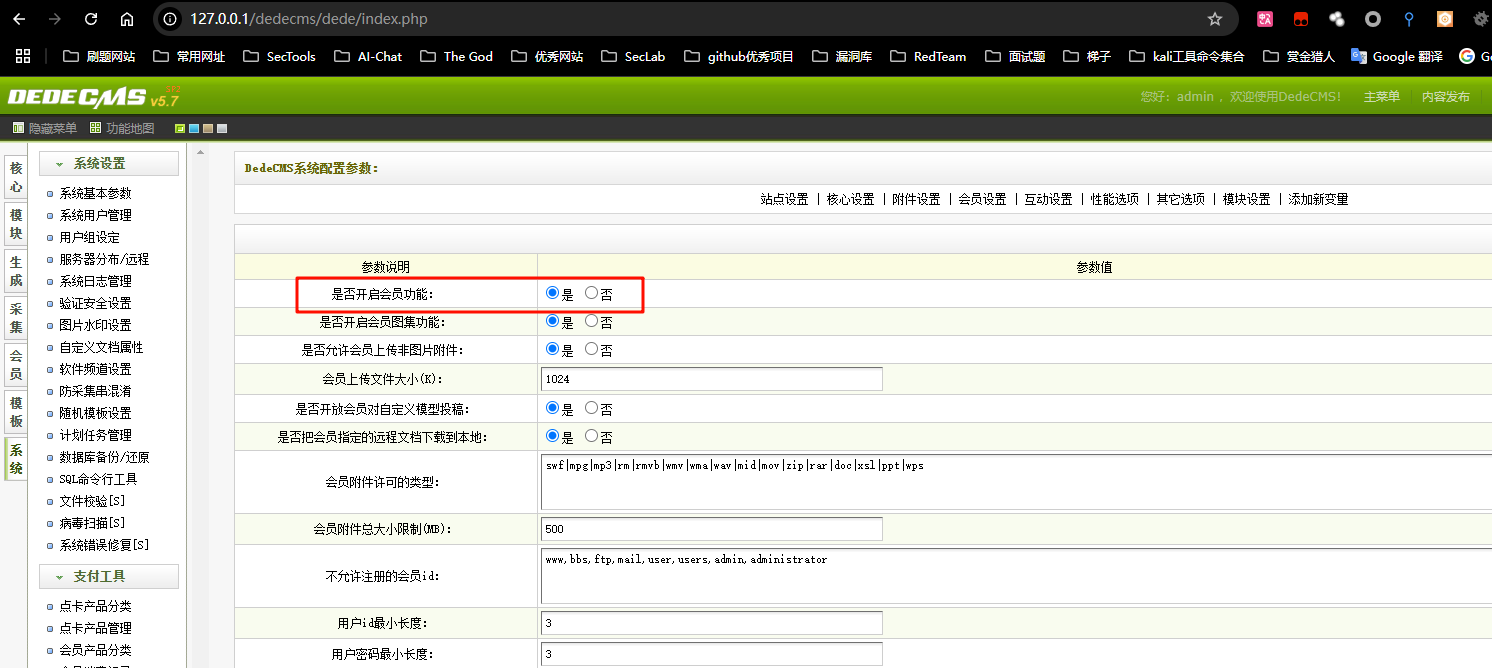 127.0.0.1/dedecms/dede/index.php
刷题网站 常用网址 SecTools AI-Chat The God 优秀网站 SecLab github优秀项目 漏洞库 RedTeam 面试题 梯子 kali工具命令集合 赏金猎人 Google 翻译
DEDECMS v5.7 您好：admin ，欢迎使用DedeCMS！ 主菜单 内容发布
隐藏菜单 功能地图
核心
模块
生成
采集
会员
模板
系统
系统设置
系统基本参数
系统用户管理
用户组设定
服务器分布/远程
系统日志管理
验证安全设置
图片水印设置
自定义文档属性
软件频道设置
防采集串混淆
随机模板设置
计划任务管理
数据库备份/还原
SQL命令行工具
文件校验[S]
病毒扫描[S]
系统错误修复[S]
支付工具
点卡产品分类
点卡产品管理
会员产品分类
DedeCMS系统配置参数：
站点设置 | 核心设置 | 附件设置 | 会员设置 | 互动设置 | 性能选项 | 其它选项 | 模块设置 | 添加新变量
参数说明 参数值
是否开启会员功能： 是 否
是否开启会员图集功能： 是 否
是否允许会员上传非图片附件： 是 否
会员上传文件大小(K)： 1024
是否开放会员对自定义模型投稿： 是 否
是否把会员指定的远程文档下载到本地： 是 否
会员附件许可的类型： swf|mpg|mp3|rm|rmvb|wmv|wma|wav|mid|mov|zip|rar|doc|xsl|ppt|wps
会员附件总大小限制(MB)： 500
不允许注册的会员id： www,bbs,ftp,mail,user,users,admin,administrator
用户id最小长度： 3
用户密码最小长度： 3